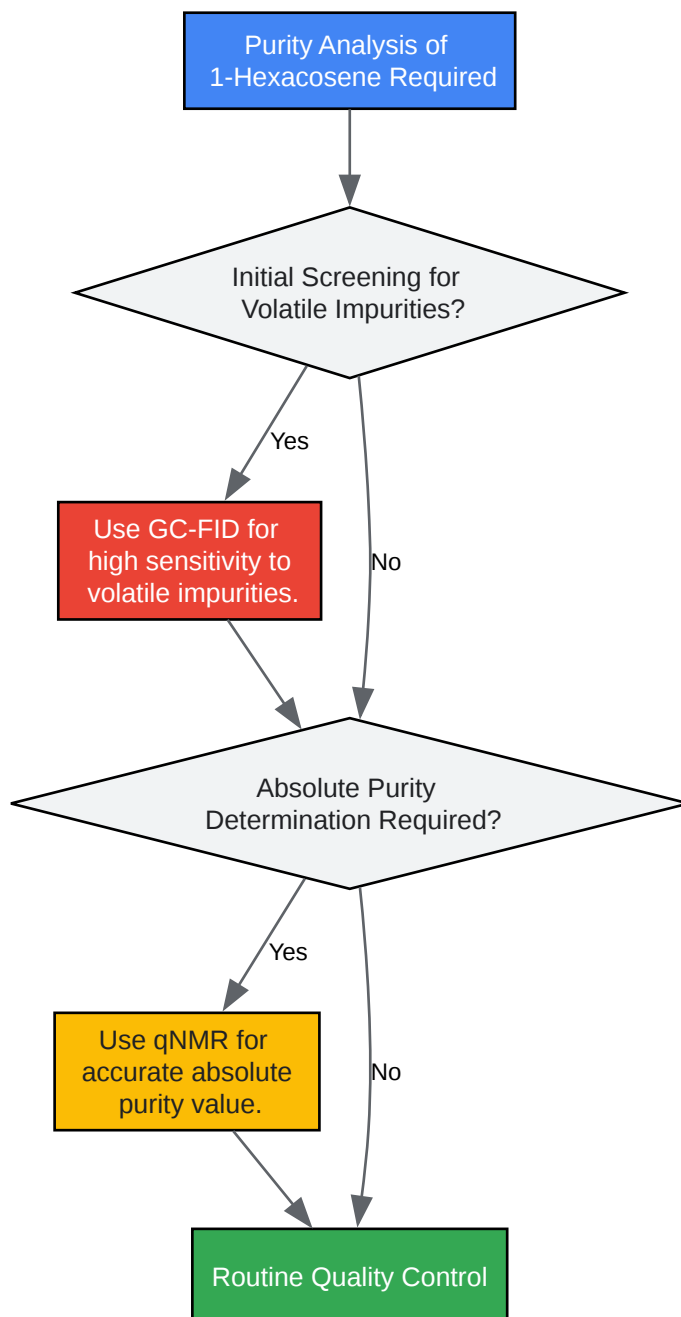 Purity Analysis of
1-Hexacosene Required
Initial Screening for
Volatile Impurities?
Yes
No
Use GC-FID for
high sensitivity to
volatile impurities.
Absolute Purity
Determination Required?
Yes
No
Use qNMR for
accurate absolute
purity value.
Routine Quality Control